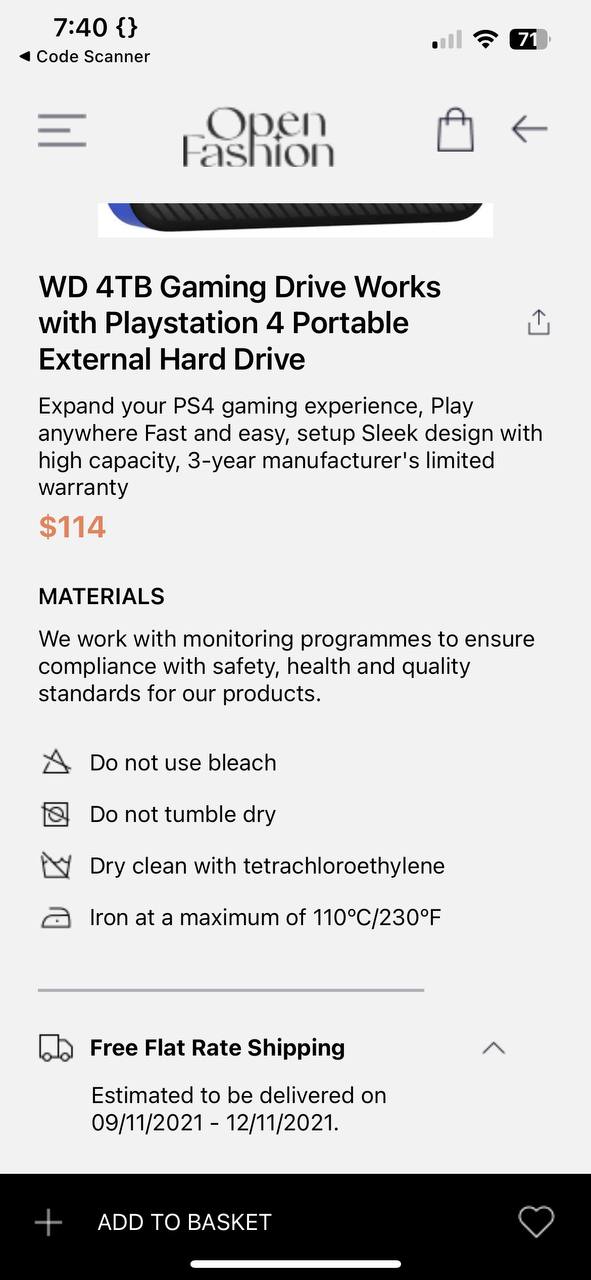 7:40 {}
◀ Code Scanner
71
Open
Fashion
WD 4TB Gaming Drive Works
with Playstation 4 Portable
External Hard Drive
Expand your PS4 gaming experience, Play
anywhere Fast and easy, setup Sleek design with
high capacity, 3-year manufacturer's limited
warranty
$114
MATERIALS
We work with monitoring programmes to ensure
compliance with safety, health and quality
standards for our products.
Do not use bleach
Do not tumble dry
Dry clean with tetrachloroethylene
Iron at a maximum of 110ºC/230ºF
Free Flat Rate Shipping
Estimated to be delivered on
09/11/2021 - 12/11/2021.
ADD TO BASKET